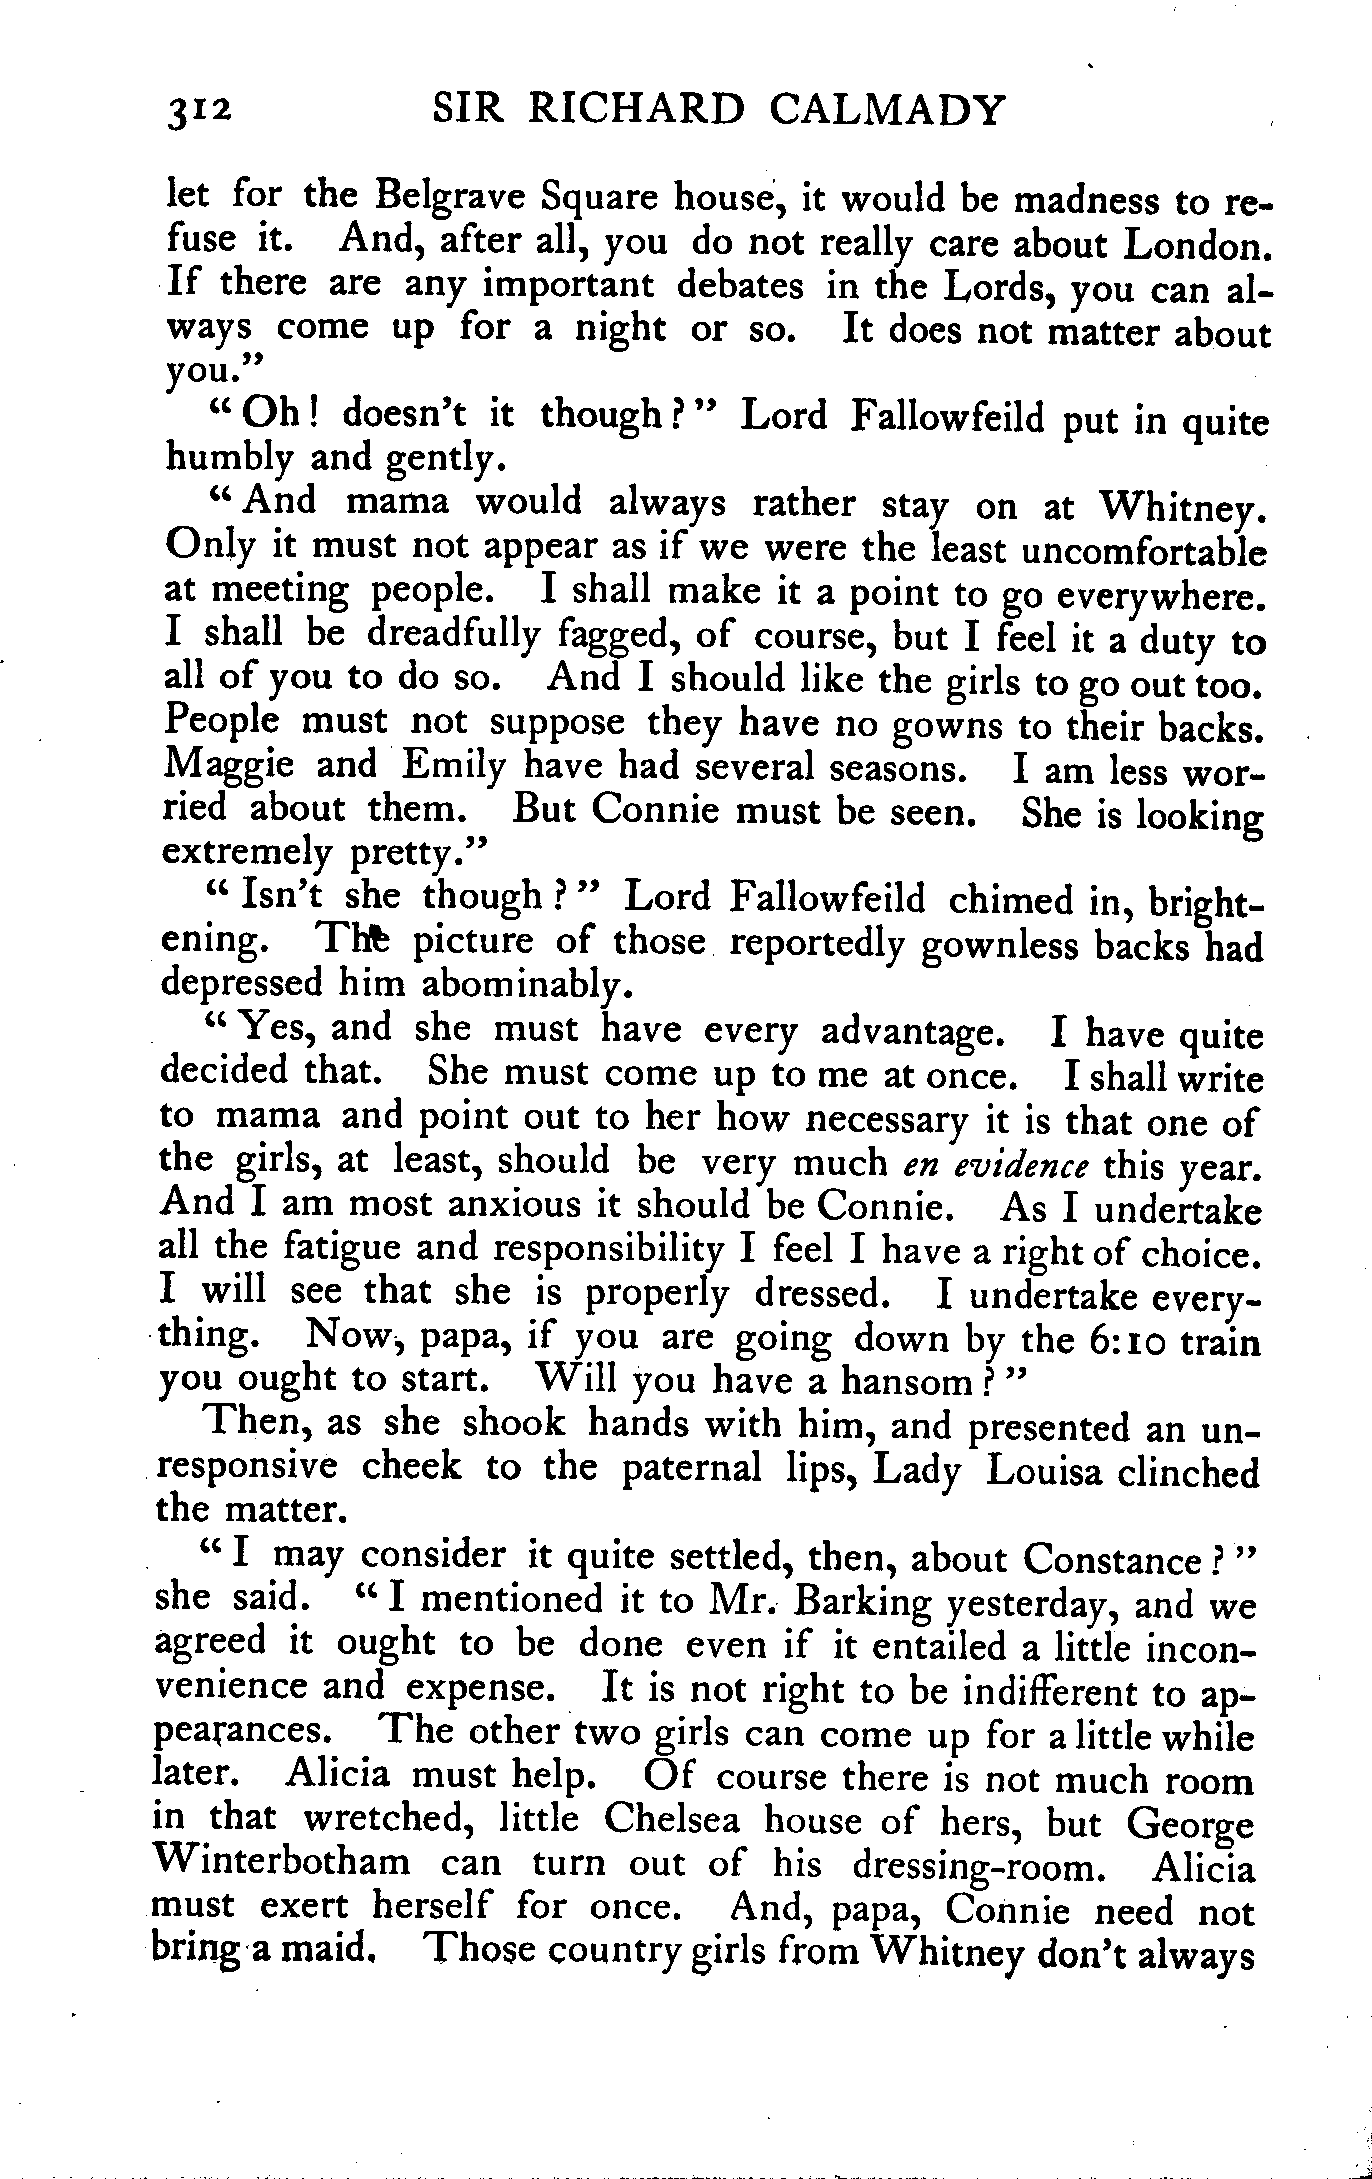 312 SIR RICHARD CALMADY
let for the Belgrave Square house, it would be madness to re-
fuse it. And, after all, you do not really care about London.
If there are any important debates in the Lords, you can al-
ways come up for a night or so. It does not matter about
you."
"Oh! doesn't it though?" Lord Fallowfeild put in quite
humbly and gently.
"And mama would always rather stay on at Whitney.
Only it must not appear as if we were the least uncomfortable
at meeting people. I shall make it a point to go everywhere.
I shall be dreadfully fagged, of course, but I feel it a duty to
all of you to do so. And I should like the girls to go out too.
People must not suppose they have no gowns to their backs.
Maggie and Emily have had several seasons. I am less wor-
ried about them. But Connie must be seen. She is looking
extremely pretty."
"Isn't she though?" Lord Fallowfeild chimed in, bright-
ening. The picture of those reportedly gownless backs had
depressed him abominably.
"Yes, and she must have every advantage. I have quite
decided that. She must come up to me at once. I shall write
to mama and point out to her how necessary it is that one of
the girls, at least, should be very much en evidence this year.
And I am most anxious it should be Connie. As I undertake
all the fatigue and responsibility I feel I have a right of choice.
I will see that she is properly dressed. I undertake every-
thing. Now, papa, if you are going down by the 6:10 train
you ought to start. Will you have a hansom?"
Then, as she shook hands with him, and presented an un-
responsive cheek to the paternal lips, Lady Louisa clinched
the matter.
"I may consider it quite settled, then, about Constance?"
she said. "I mentioned it to Mr. Barking yesterday, and we
agreed it ought to be done even if it entailed a little incon-
venience and expense. It is not right to be indifferent to ap-
pearances. The other two girls can come up for a little while
later. Alicia must help. Of course there is not much room
in that wretched, little Chelsea house of hers, but George
Winterbotham can turn out of his dressing-room. Alicia
must exert herself for once. And, papa, Connie need not
bring a maid. Those country girls from Whitney don't always